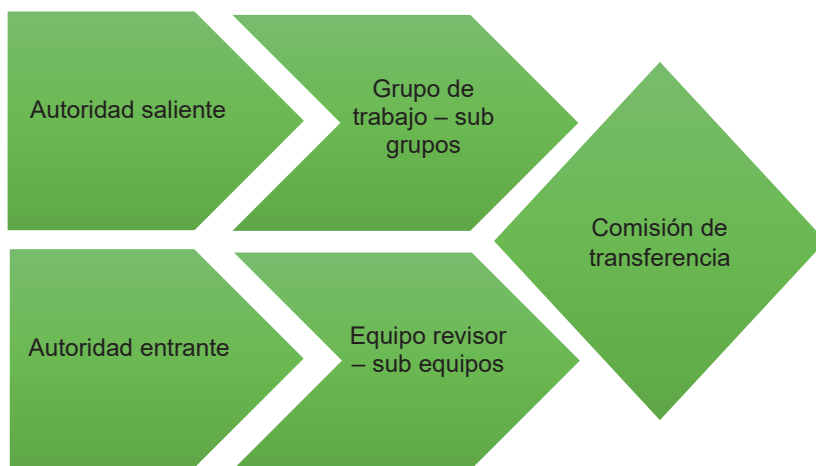 Autoridad saliente
Grupo de
trabajo – sub
grupos
Comisión de
transferencia
Autoridad entrante
Equipo revisor
– sub equipos